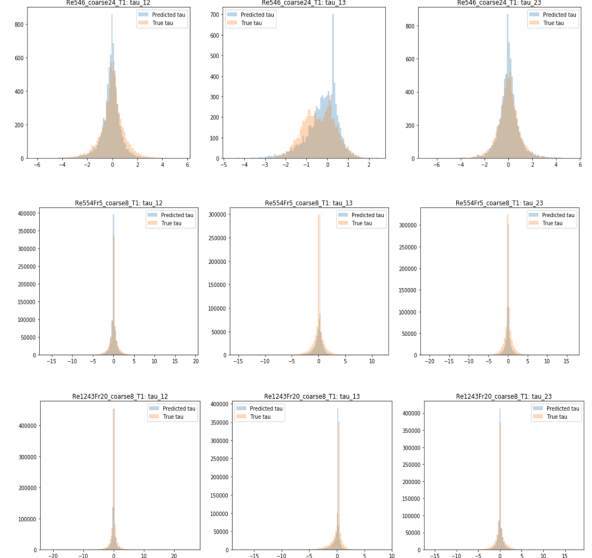 Re546_coarse24_T1: tau_12
Re546_coarse24_T1: tau_13
Re546_coarse24_T1: tau_23
Predicted tau
True tau
Predicted tau
True tau
Predicted tau
True tau
800
600
400
200
0
-6 -4 -2 0 2 4 6
700
600
500
400
300
200
100
0
-5 -4 -3 -2 -1 0 1 2
800
600
400
200
0
-6 -4 -2 0 2 4 6
Re554Fr5_coarse8_T1: tau_12
Re554Fr5_coarse8_T1: tau_13
Re554Fr5_coarse8_T1: tau_23
Predicted tau
True tau
Predicted tau
True tau
Predicted tau
True tau
400000
350000
300000
250000
200000
150000
100000
50000
0
-15 -10 -5 0 5 10 15 20
300000
250000
200000
150000
100000
50000
0
-15 -10 -5 0 5 10
300000
250000
200000
150000
100000
50000
0
-20 -15 -10 -5 0 5 10 15
Re1243Fr20_coarse8_T1: tau_12
Re1243Fr20_coarse8_T1: tau_13
Re1243Fr20_coarse8_T1: tau_23
Predicted tau
True tau
Predicted tau
True tau
Predicted tau
True tau
400000
300000
200000
100000
0
-20 -10 0 10 20
400000
350000
300000
250000
200000
150000
100000
50000
0
-15 -10 -5 0 5 10
400000
350000
300000
250000
200000
150000
100000
50000
0
-15 -10 -5 0 5 10 15